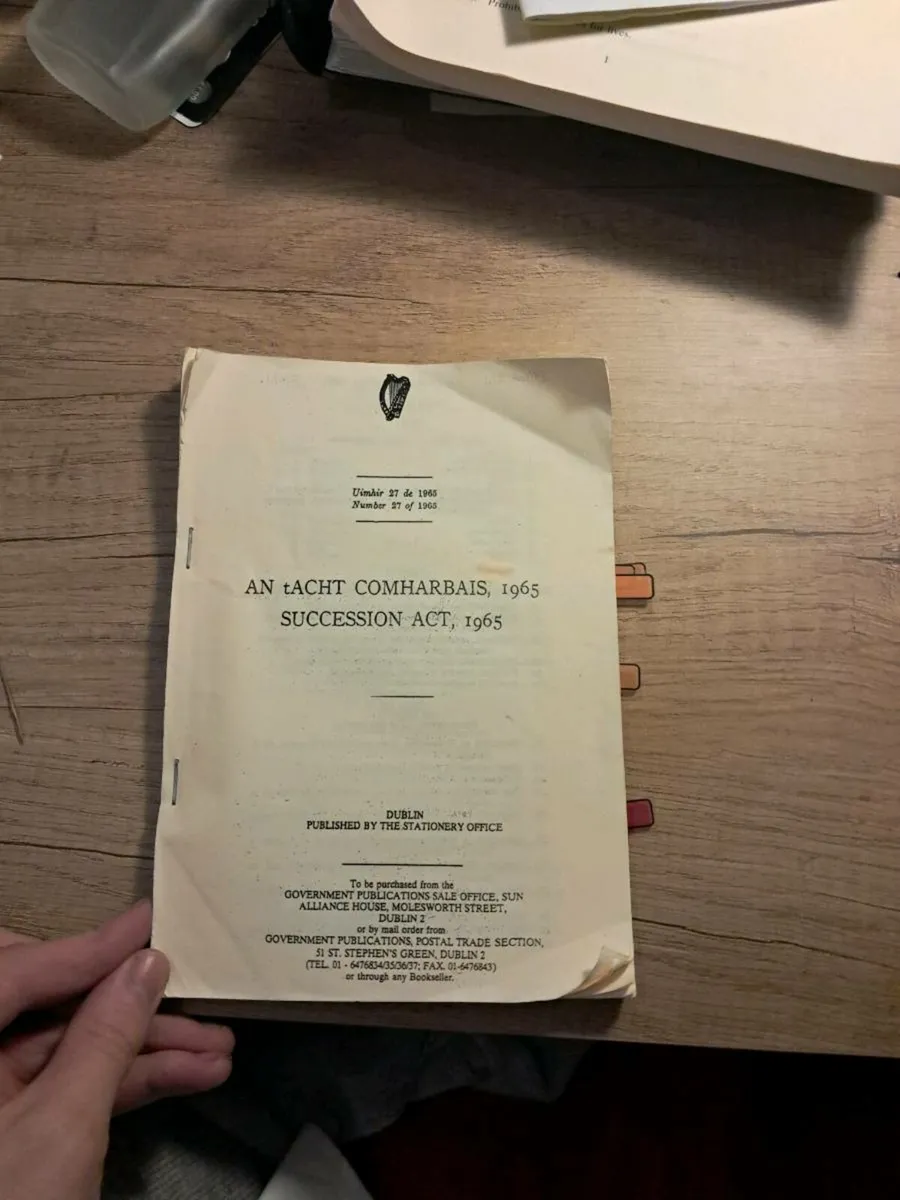 for lives.
1
Uimhir 27 de 1965
Number 27 of 1965
AN tACHT COMHARBAIS, 1965
SUCCESSION ACT, 1965
DUBLIN
PUBLISHED BY THE STATIONERY OFFICE
To be purchased from the
GOVERNMENT PUBLICATIONS SALE OFFICE, SUN
ALLIANCE HOUSE, MOLESWORTH STREET,
DUBLIN 2
or by mail order from
GOVERNMENT PUBLICATIONS, POSTAL TRADE SECTION,
51 ST. STEPHEN'S GREEN, DUBLIN 2
(TEL. 01 - 6476834/35/36/37; FAX. 01-6476843)
or through any Bookseller.